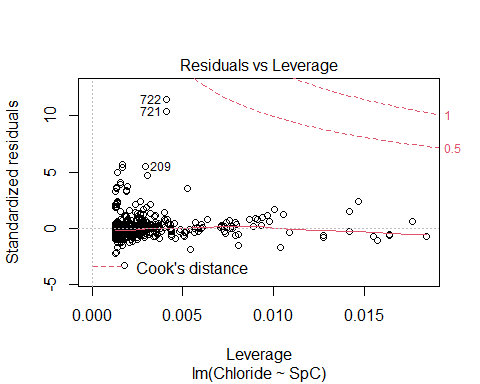 Residuals vs Leverage
Standardized residuals
10
5
0
-5
722
721
209
1
0.5
Cook's distance
0.000
0.005
0.010
0.015
Leverage
lm(Chloride ~ SpC)